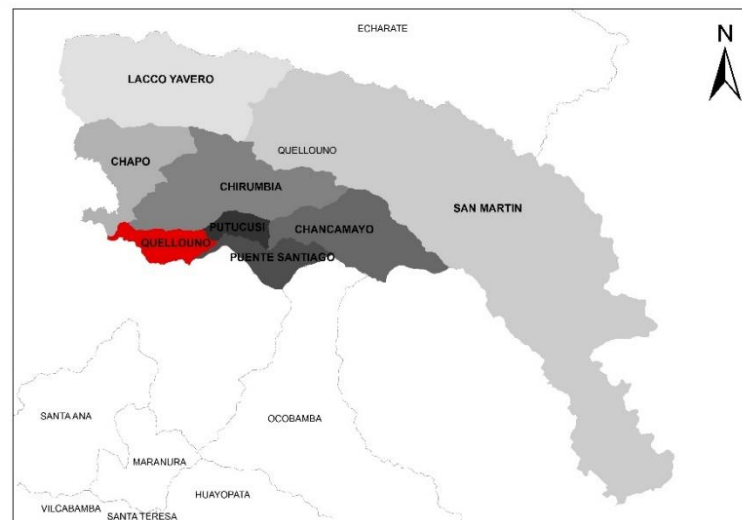 ECHARATE
N
LACCO YAVERO
QUELLOUNO
CHAPO
CHIRUMBIA
SAN MARTIN
PUTUCUSI
CHANCAMAYO
QUELLOUNO
PUENTE SANTIAGO
SANTA ANA
OCOBAMBA
MARANURA
HUAYOPATA
VILCABAMBA
SANTA TERESA